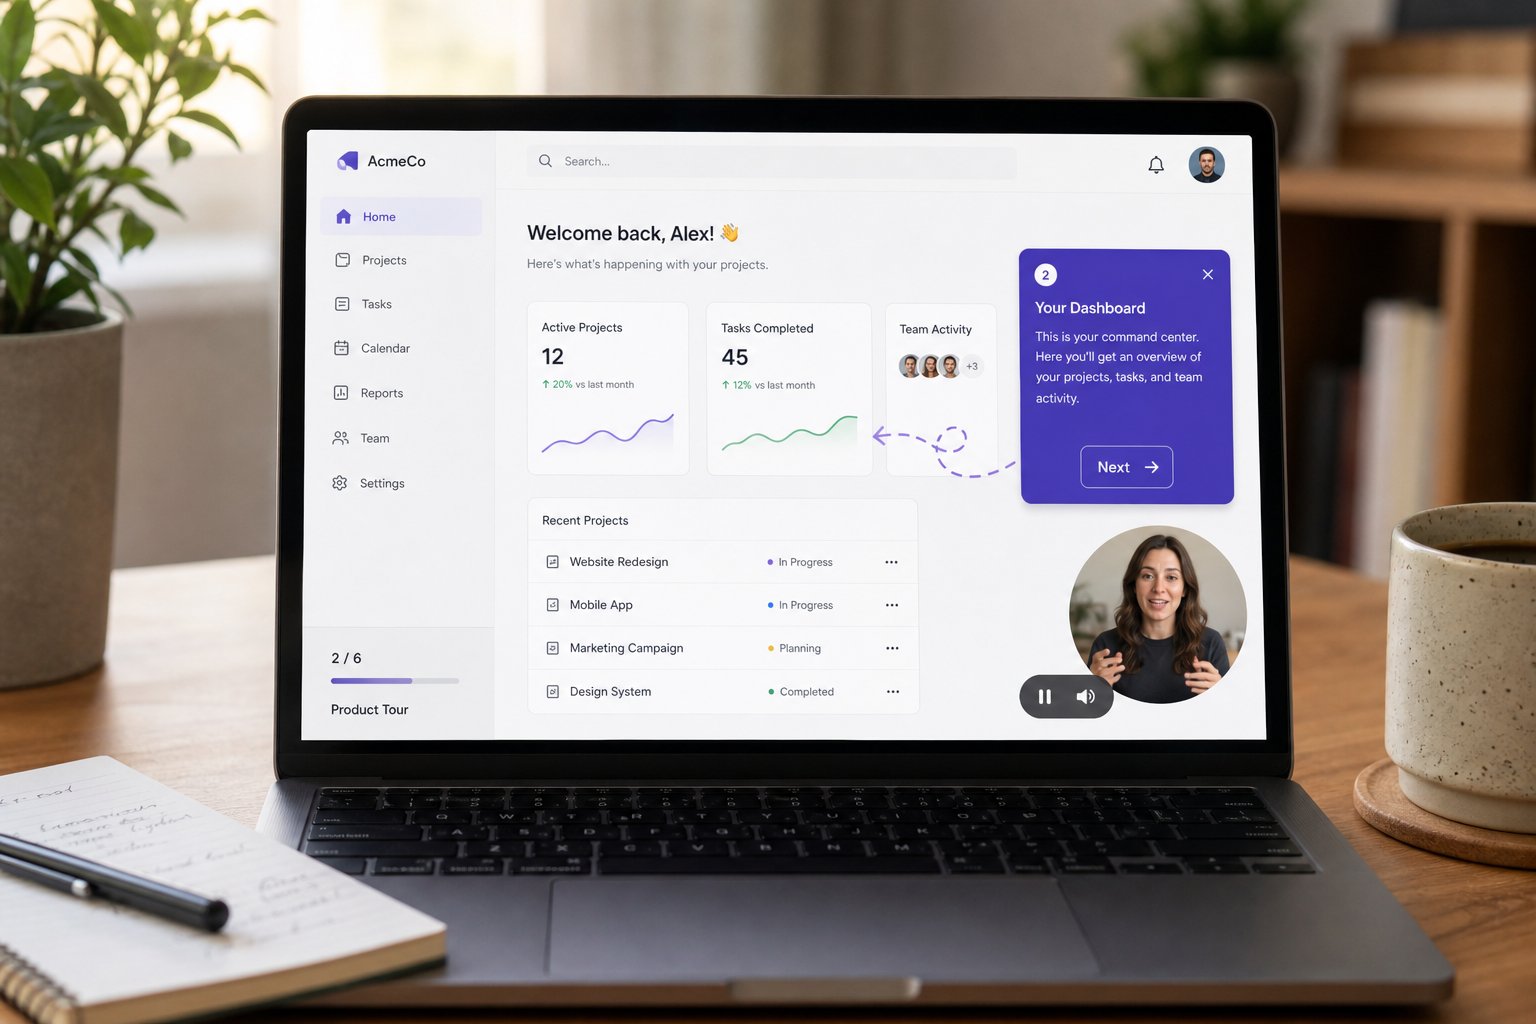 AcmeCo
Search...
Home
Projects
Tasks
Calendar
Reports
Team
Settings
2 / 6
Product Tour
Welcome back, Alex! 👋
Here's what's happening with your projects.
Active Projects
12
↑ 20% vs last month
Tasks Completed
45
↑ 12% vs last month
Team Activity
+3
Recent Projects
Website Redesign In Progress
Mobile App In Progress
Marketing Campaign Planning
Design System Completed
2
Your Dashboard
This is your command center.
Here you'll get an overview of
your projects, tasks, and team
activity.
Next →